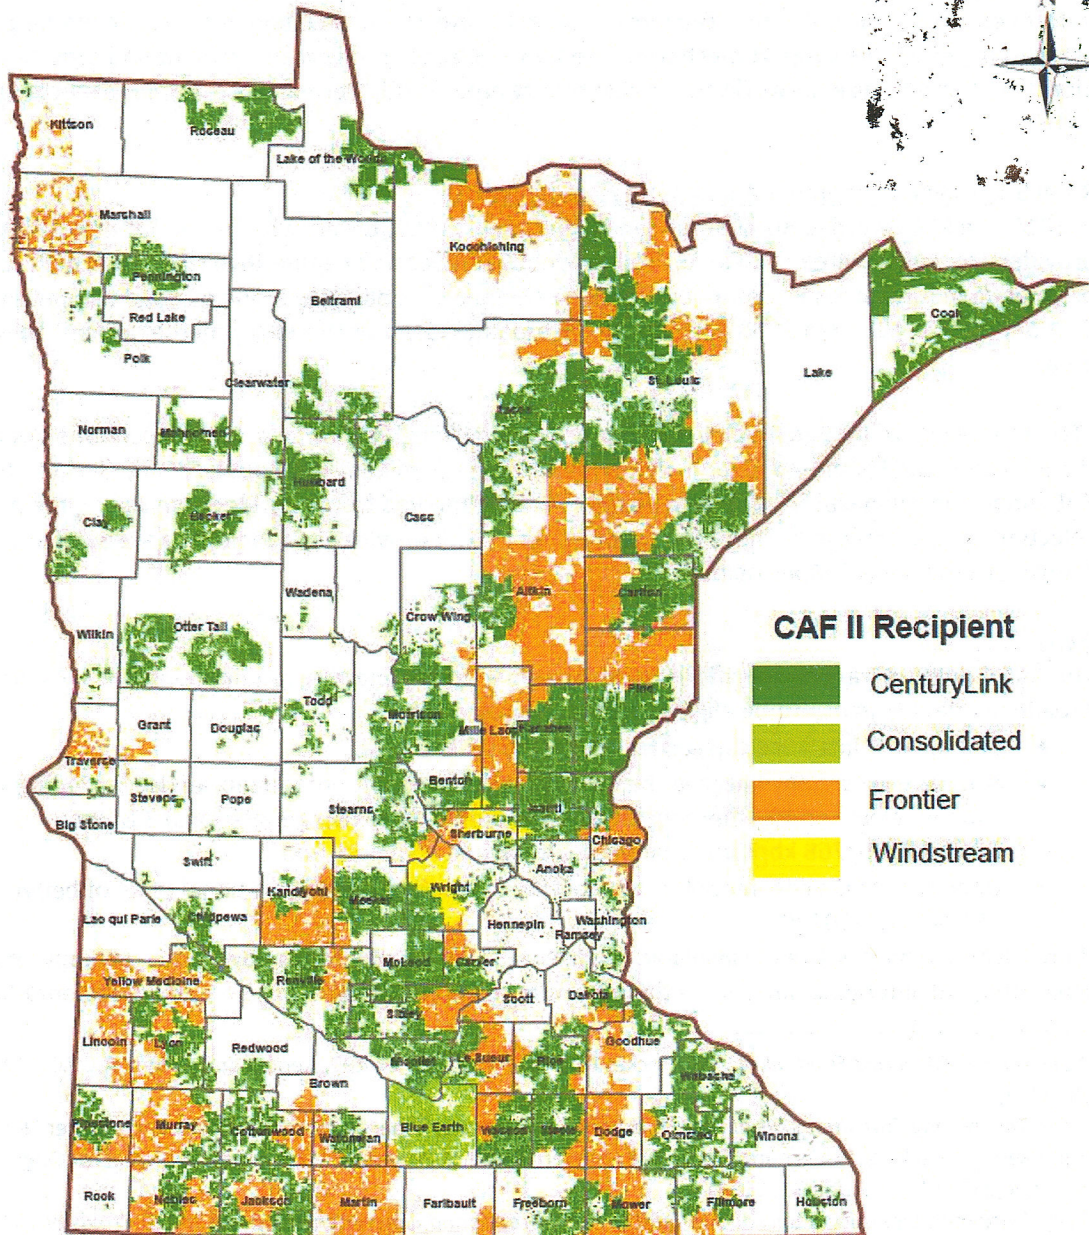 Kittson
Roseau
Lake of the Woods
Marshall
Koochishing
Pennington
Beltrami
Red Lake
Cook
Polk
Lake
Clearwater
St. Louis
Itasca
Norman
Mahnomen
Hubbard
Clay
Becker
Cass
Wadena
Aitkin
Carlton
Crow Wing
Wilkin
Otter Tail
CAF II Recipient
CenturyLink
Consolidated
Frontier
Windstream
Pine
Todd
Morrison
Grant
Douglas
Mille Lacs
Kanabec
Traverse
Benton
Stevens
Pope
Stearns
Isanti
Big Stone
Sherburne
Chicago
Swift
Anoka
Kandiyohi
Wright
Meeker
Lac qui Parle
Chippewa
Hennepin
Washington
Ramsey
McLeod
Carver
Yellow Medicine
Renville
Scott
Dakota
Sibley
Lincoln
Lyon
Redwood
Nicollet
Le Sueur
Rice
Goodhue
Wabasha
Brown
Pipestone
Murray
Cottonwood
Watonwan
Blue Earth
Waseca
Steele
Dodge
Olmsted
Winona
Rock
Nobles
Jackson
Martin
Faribault
Freeborn
Mower
Fillmore
Houston